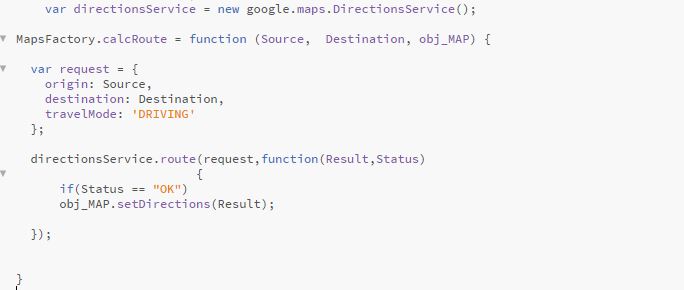 var directionsService = new google.maps.DirectionsService();
MapsFactory.calcRoute = function (Source,  Destination, obj_MAP) {
var request = {
origin: Source,
destination: Destination,
travelMode: 'DRIVING'
};
directionsService.route(request,function(Result,Status)
{
if(Status == "OK")
obj_MAP.setDirections(Result);
});
}